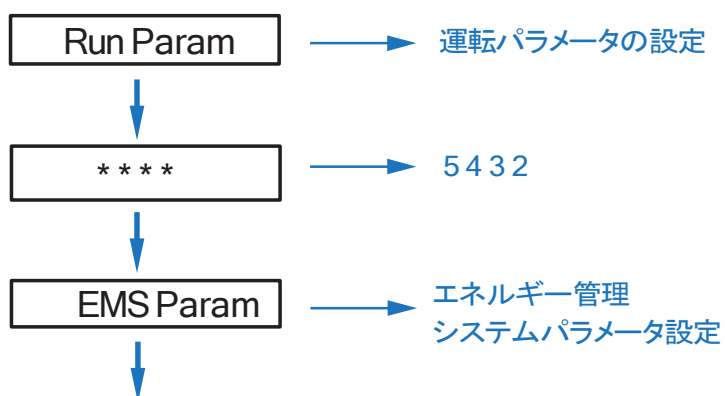 Run Param
運転パラメータの設定
****
5432
EMS Param
エネルギー管理
システムパラメータ設定